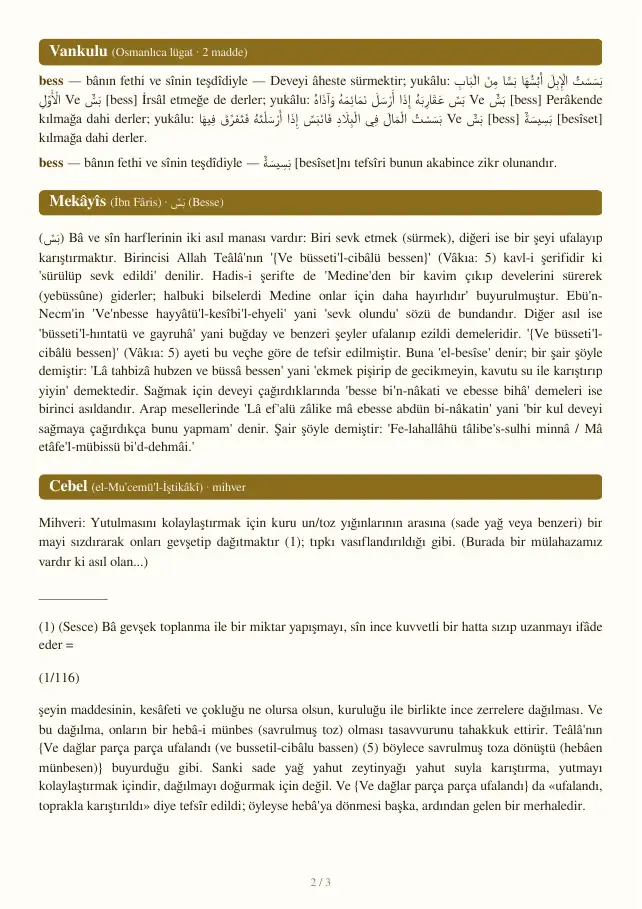 Vankulu (Osmanlıca lügat · 2 madde)
bess — bânın fethi ve sînin teşdîdiyle — Deveyi âheste sürmektir; yukâlu: بَسَسْتُ الْإِبِلَ أَبُسُّهَا بَسًّا مِنَ الْبَابِ
الْأَوَّلِ Ve بَسٌّ [bess] İrsâl etmeğe de derler; yukâlu: بَسَّ عَقَارِبَهُ إِذَا أَرْسَلَ نَمَائِمَهُ وَآذَاهُ Ve بَسٌّ [bess] Perâkende
kılmağa dahi derler; yukâlu: بَسَسْتُ الْمَالَ فِي الْبِلَادِ فَانْبَسَّ إِذَا أَرْسَلْتَهُ فَتَفَرَّقَ فِيهَا Ve بَسٌّ [bess] بَسِيسَةٌ [besîset]
kılmağa dahi derler.
bess — bânın fethi ve sînin teşdîdiyle — بَسِيسَةٌ [besîset]nı tefsîri bunun akabince zikr olunandır.
Mekâyîs (İbn Fâris) · بَسَّ (Besse)
(بَسَّ) Bâ ve sîn harflerinin iki asıl manası vardır: Biri sevk etmek (sürmek), diğeri ise bir şeyi ufalayıp
karıştırmaktır. Birincisi Allah Teâlâ'nın '{Ve büsseti'l-cibâlü bessen}' (Vâkıa: 5) kavl-i şerifidir ki
'sürülüp sevk edildi' denilir. Hadis-i şerifte de 'Medine'den bir kavim çıkıp develerini sürerek
(yebüssûne) giderler; halbuki bilselerdi Medine onlar için daha hayırlıdır' buyurulmuştur. Ebü'n-
Necm'in 'Ve'nbesse hayyâtü'l-kesîbi'l-ehyeli' yani 'sevk olundu' sözü de bundandır. Diğer asıl ise
'büsseti'l-hıntatü ve gayruhâ' yani buğday ve benzeri şeyler ufalanıp ezildi demeleridir. '{Ve büsseti'l-
cibâlü bessen}' (Vâkıa: 5) ayeti bu veçhe göre de tefsir edilmiştir. Buna 'el-besîse' denir; bir şair şöyle
demiştir: 'Lâ tahbizâ hubzen ve büssâ bessen' yani 'ekmek pişirip de gecikmeyin, kavutu su ile karıştırıp
yiyin' demektedir. Sağmak için deveyi çağırdıklarında 'besse bi'n-nâkati ve ebesse bihâ' demeleri ise
birinci asıldandır. Arap mesellerinde 'Lâ ef'alü zâlike mâ ebesse abdün bi-nâkatin' yani 'bir kul deveyi
sağmaya çağırdıkça bunu yapmam' denir. Şair şöyle demiştir: 'Fe-lahallâhü tâlibe's-sulhi minnâ / Mâ
etâfe'l-mübissü bi'd-dehmâi.'
Cebel (el-Mu'cemü'l-İştikâkî) · mihver
Mihveri: Yutulmasını kolaylaştırmak için kuru un/toz yığınlarının arasına (sade yağ veya benzeri) bir
mayi sızdırarak onları gevşetip dağıtmaktır (1); tıpkı vasıflandırıldığı gibi. (Burada bir mülahazamız
vardır ki asıl olan...)
(1) (Sesce) Bâ gevşek toplanma ile bir miktar yapışmayı, sîn ince kuvvetli bir hatta sızıp uzanmayı ifâde
eder =
(1/116)
şeyin maddesinin, kesâfeti ve çokluğu ne olursa olsun, kuruluğu ile birlikte ince zerrelere dağılması. Ve
bu dağılma, onların bir hebâ-i münbes (savrulmuş toz) olması tasavvurunu tahakkuk ettirir. Teâlâ'nın
{Ve dağlar parça parça ufalandı (ve bussetil-cibâlu bassen) (5) böylece savrulmuş toza dönüştü (hebâen
münbesen)} buyurduğu gibi. Sanki sade yağ yahut zeytinyağı yahut suyla karıştırma, yutmayı
kolaylaştırmak içindir, dağılmayı doğurmak için değil. Ve {Ve dağlar parça parça ufalandı} da «ufalandı,
toprakla karıştırıldı» diye tefsîr edildi; öyleyse hebâ'ya dönmesi başka, ardından gelen bir merhaledir.
2 / 3